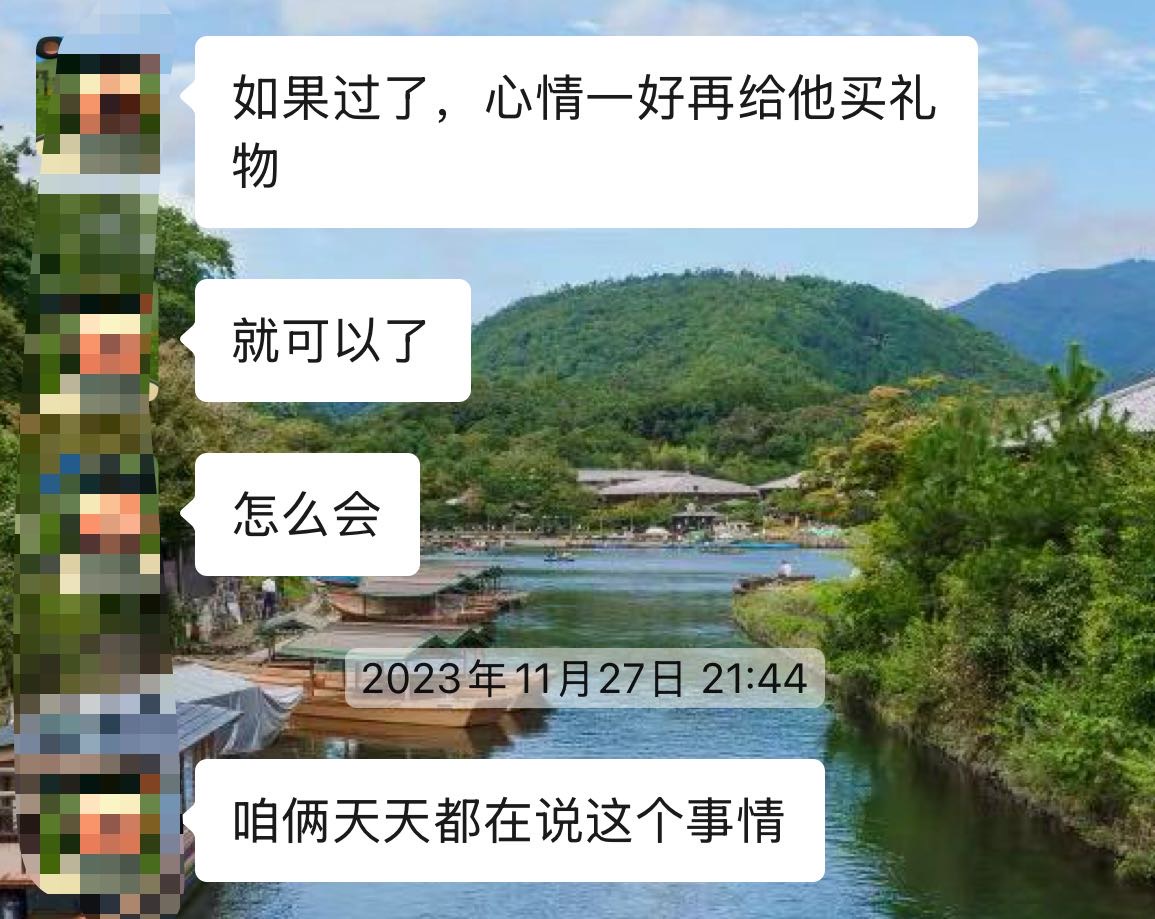 如果过了，心情一好再给他买礼
物
就可以了
怎么会
2023年11月27日 21:44
咱俩天天都在说这个事情